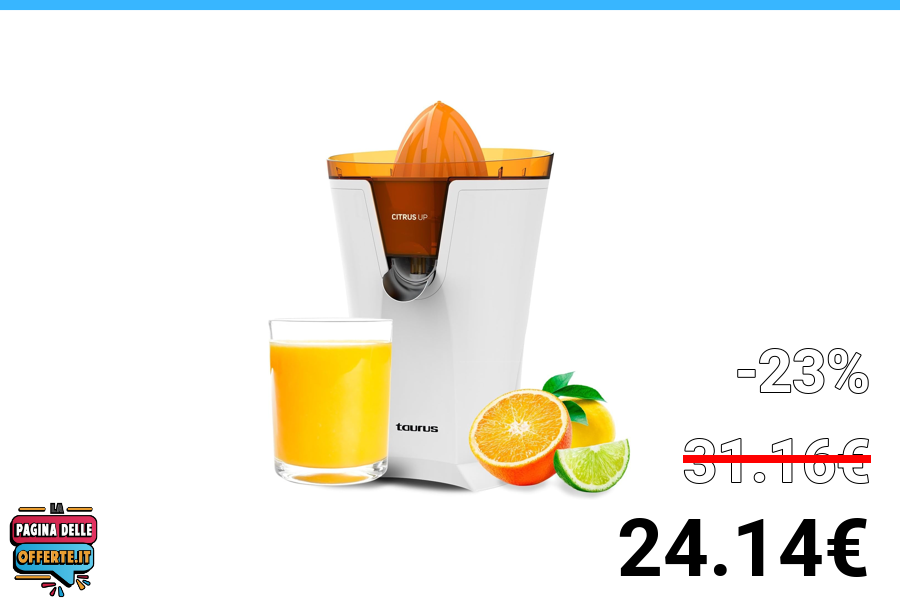 CITRUS UP
-23%
taurus
31.16€
LA
PAGINA DELLE
OFFERTE.IT
24.14€